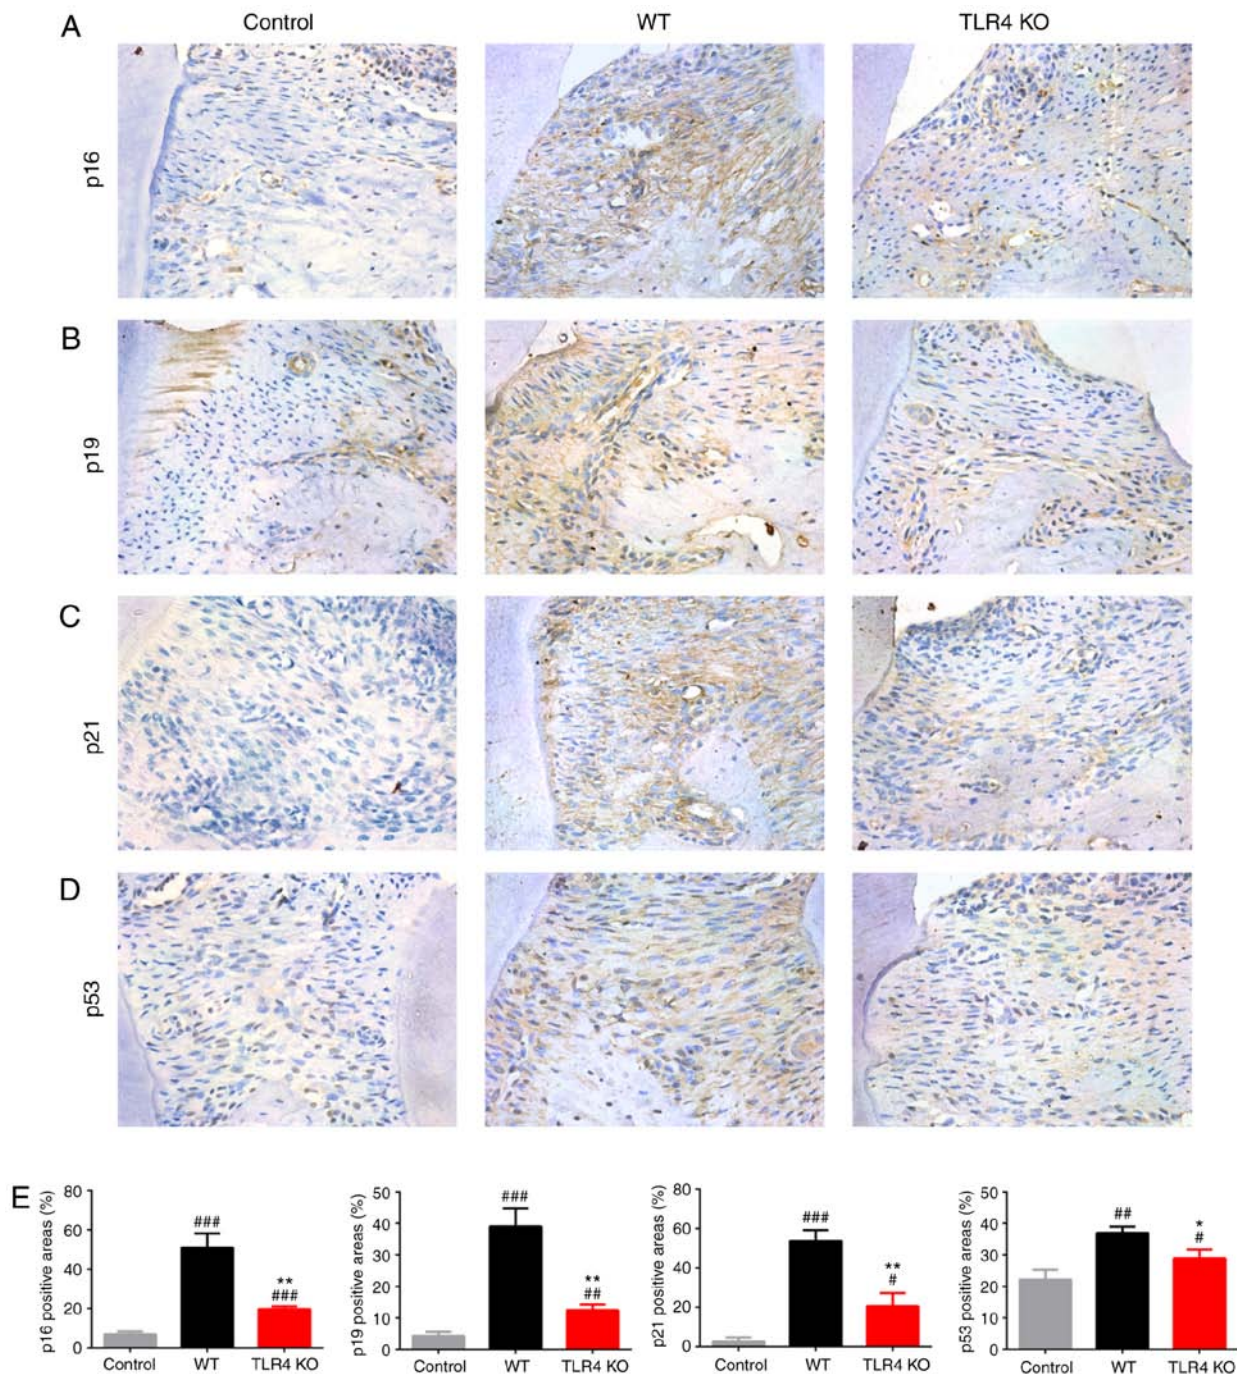 Control WT TLR4 KO
A
p16
B
p19
C
p21
D
p53
E
p16 positive areas (%)
80
60
40
20
0
###
**
###
Control WT TLR4 KO
p19 positive areas (%)
50
40
30
20
10
0
###
**
##
Control WT TLR4 KO
p21 positive areas (%)
80
60
40
20
0
###
**
#
Control WT TLR4 KO
p53 positive areas (%)
50
40
30
20
10
0
##
*
#
Control WT TLR4 KO